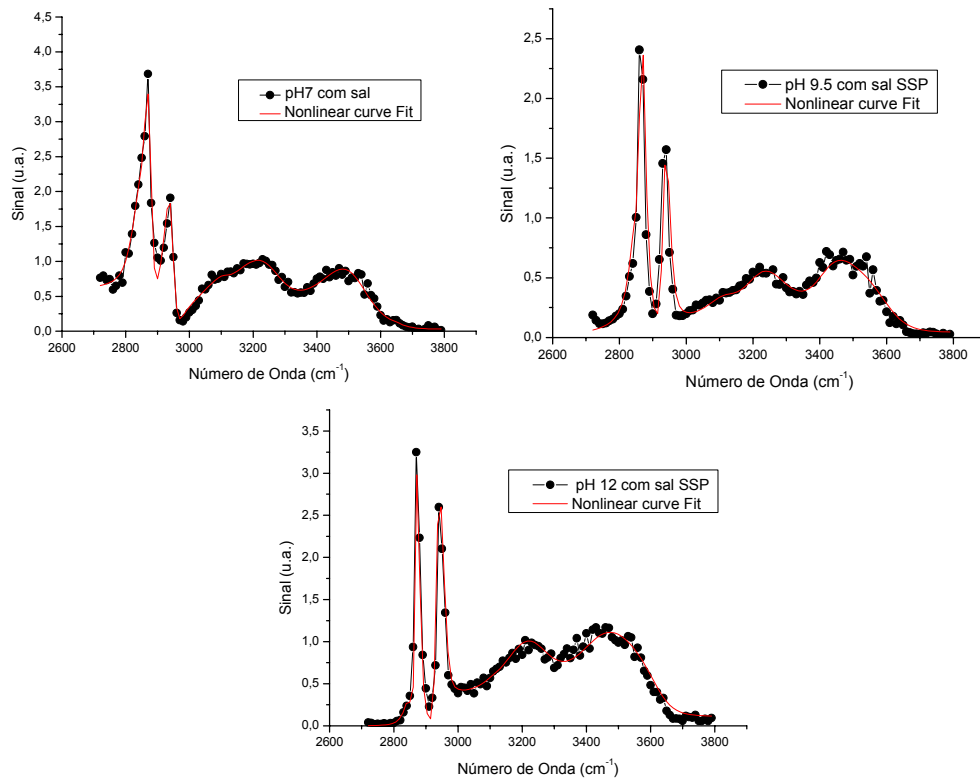 4,5
4,0
3,5
3,0
2,5
2,0
1,5
1,0
0,5
0,0
Sinal (u.a.)
pH7 com sal
Nonlinear curve Fit
2600 2800 3000 3200 3400 3600 3800
Número de Onda (cm-1)
2,5
2,0
1,5
1,0
0,5
0,0
Sinal (u.a.)
pH 9.5 com sal SSP
Nonlinear curve Fit
2600 2800 3000 3200 3400 3600 3800
Número de Onda (cm-1)
3,5
3,0
2,5
2,0
1,5
1,0
0,5
0,0
Sinal (u.a.)
pH 12 com sal SSP
Nonlinear curve Fit
2600 2800 3000 3200 3400 3600 3800
Número de Onda (cm-1)